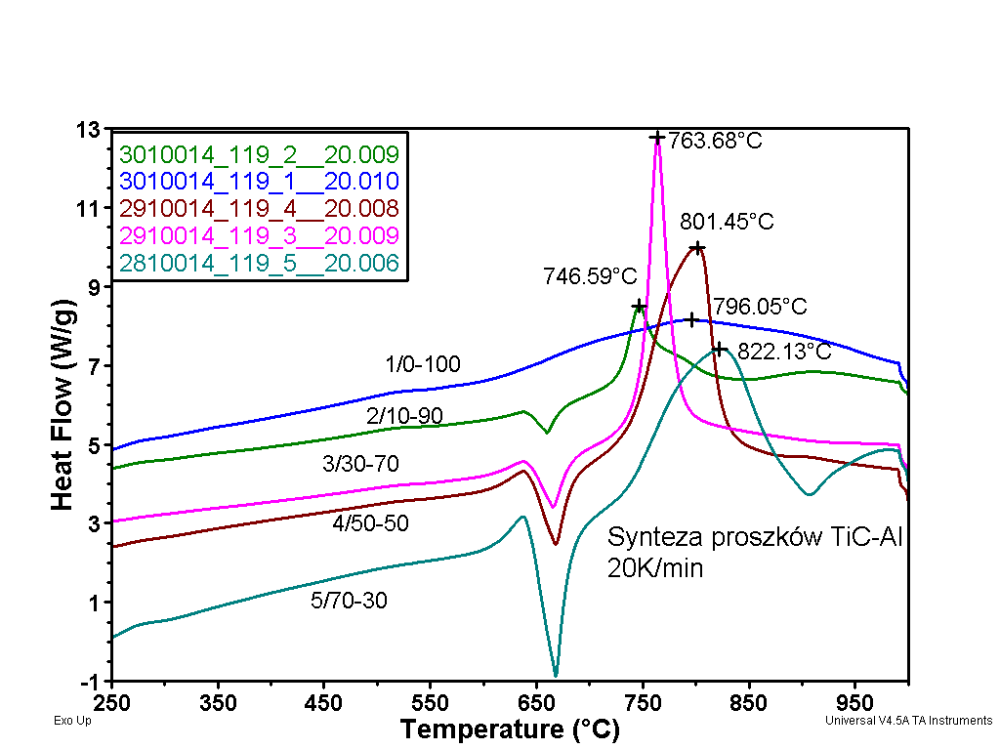 3010014_119_2__20.009
3010014_119_1__20.010
2910014_119_4__20.008
2910014_119_3__20.009
2810014_119_5__20.006
763.68°C
801.45°C
746.59°C
796.05°C
822.13°C
1/0-100
2/10-90
3/30-70
4/50-50
5/70-30
Synteza proszków TiC-Al
20K/min
Heat Flow (W/g)
13
11
9
7
5
3
1
-1
250
350
450
550
650
750
850
950
Exo Up
Temperature (°C)
Universal V4.5A TA Instruments